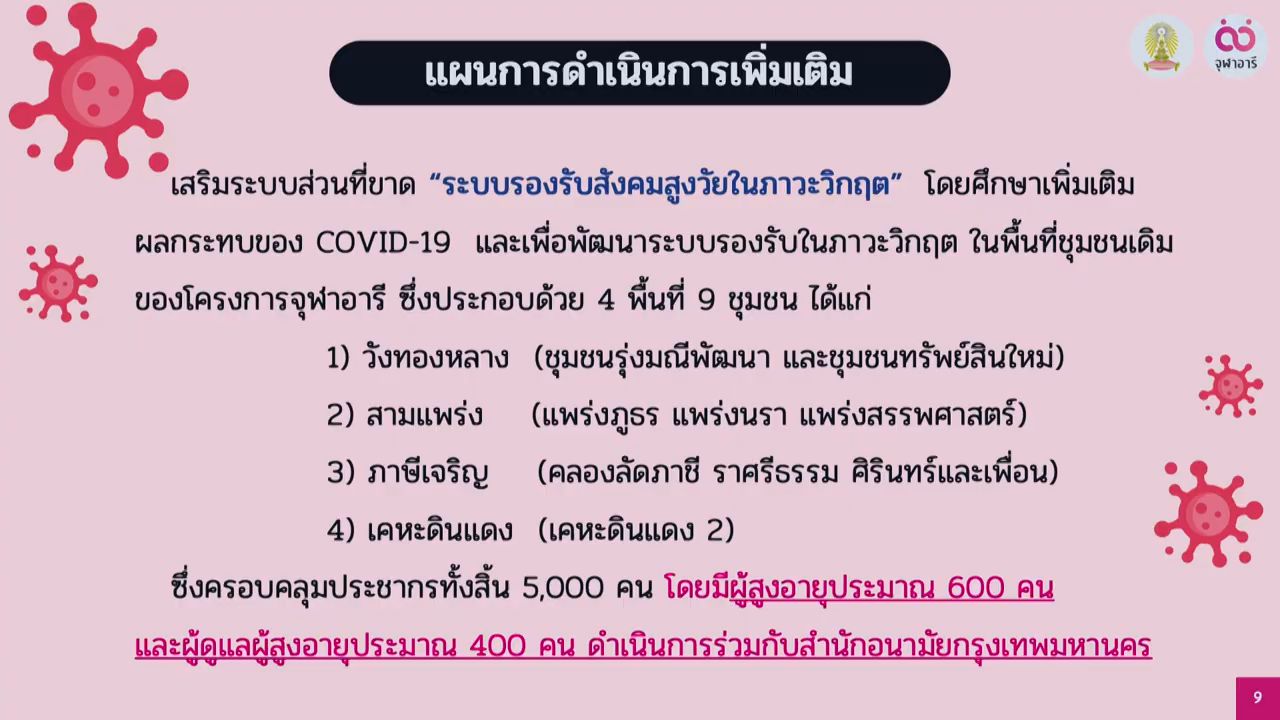 แผนการดำเนินการเพิ่มเติม
จุฬาอารี
เสริมระบบส่วนที่ขาด “ระบบรองรับสังคมสูงวัยในภาวะวิกฤต” โดยศึกษาเพิ่มเติม
ผลกระทบของ COVID-19 และเพื่อพัฒนาระบบรองรับในภาวะวิกฤต ในพื้นที่ชุมชนเดิม
ของโครงการจุฬาอารี ซึ่งประกอบด้วย 4 พื้นที่ 9 ชุมชน ได้แก่
1) วังทองหลาง (ชุมชนรุ่งมณีพัฒนา และชุมชนทรัพย์สินใหม่)
2) สามแพร่ง (แพร่งภูธร แพร่งนรา แพร่งสรรพศาสตร์)
3) ภาษีเจริญ (คลองลัดภาชี ราศรีธรรม ศิรินทร์และเพื่อน)
4) เคหะดินแดง (เคหะดินแดง 2)
ซึ่งครอบคลุมประชากรทั้งสิ้น 5,000 คน โดยมีผู้สูงอายุประมาณ 600 คน
และผู้ดูแลผู้สูงอายุประมาณ 400 คน ดำเนินการร่วมกับสำนักอนามัยกรุงเทพมหานคร
9